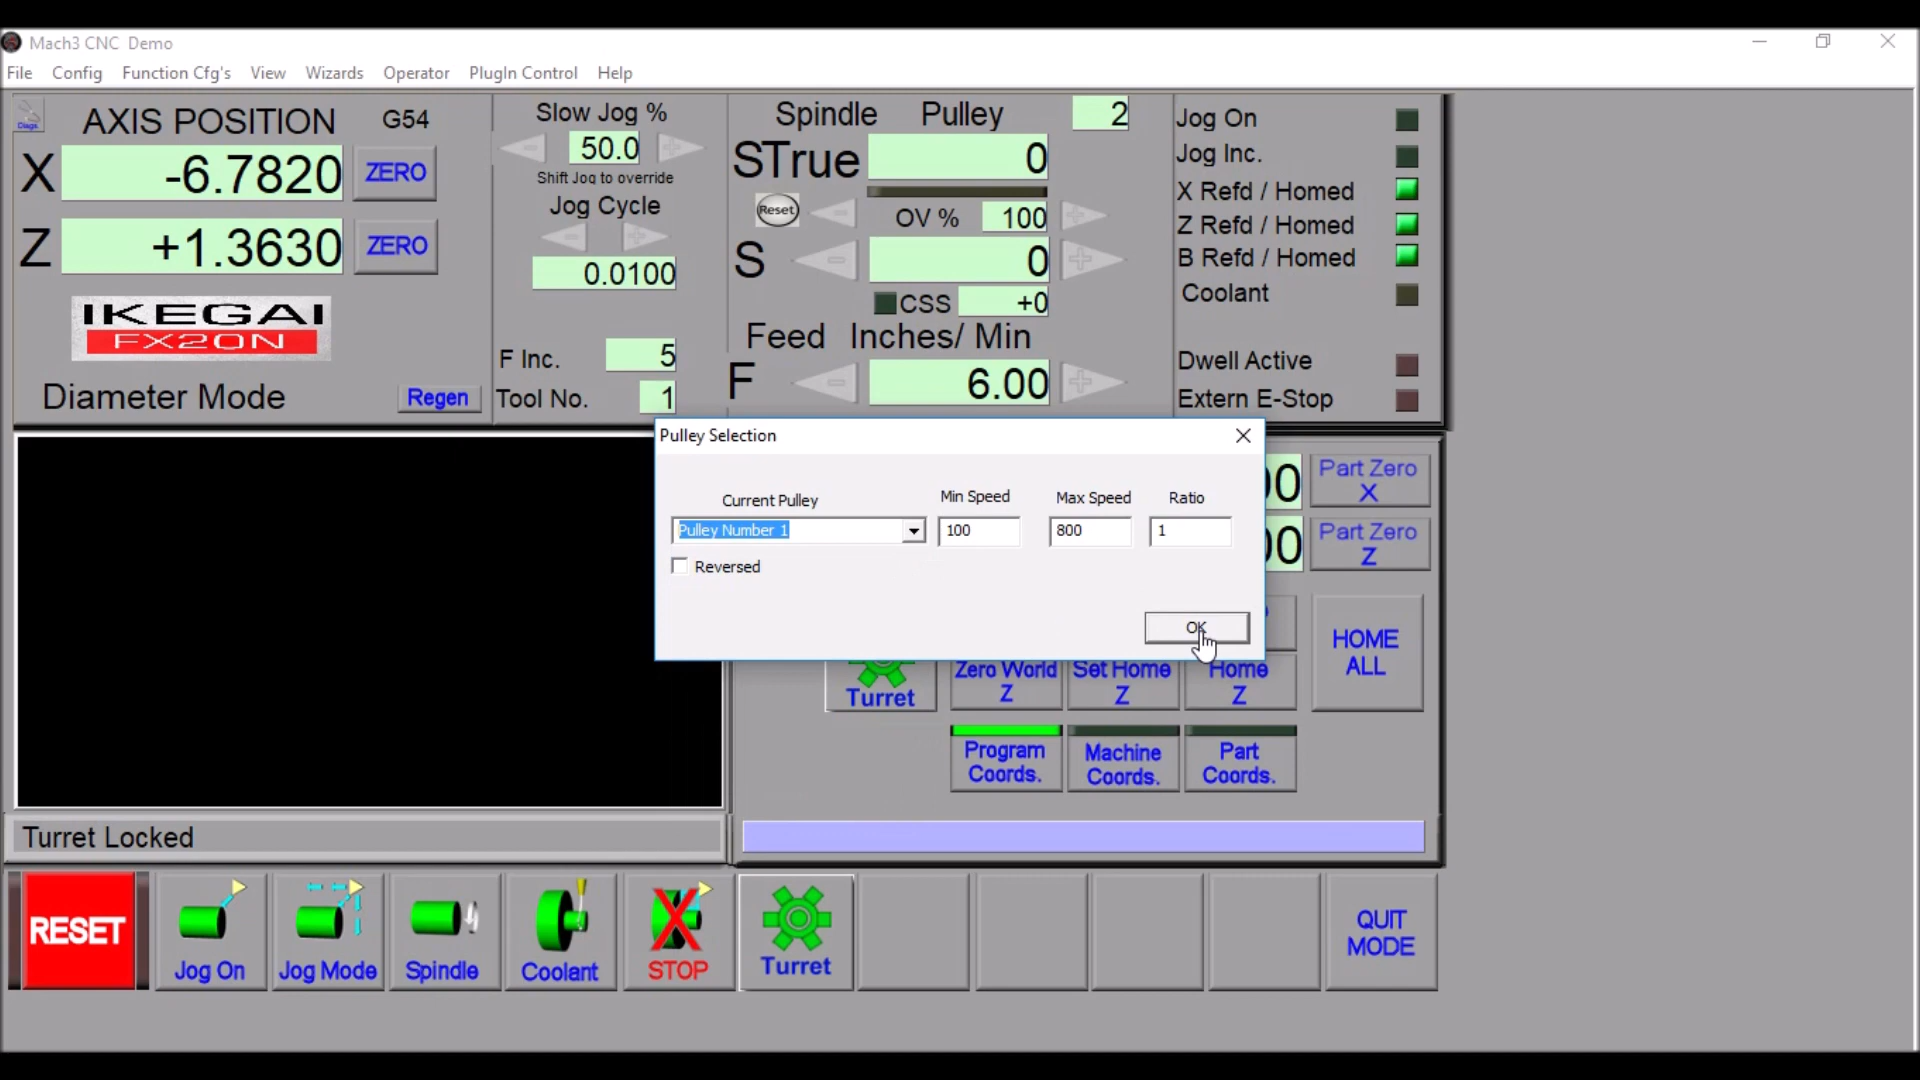 Mach3 CNC Demo
File Config Function Cfg's View Wizards Operator PlugIn Control Help
Diags.
AXIS POSITION G54
X -6.7820 ZERO
Z +1.3630 ZERO
IKEGAI
FX20N
Diameter Mode Regen
Slow Jog %
50.0
Shift Jog to override
Jog Cycle
0.0100
F Inc. 5
Tool No. 1
Spindle Pulley 2
STrue 0
Reset OV % 100
S 0
CSS +0
Feed Inches/ Min
F 6.00
Jog On
Jog Inc.
X Refd / Homed
Z Refd / Homed
B Refd / Homed
Coolant
Dwell Active
Extern E-Stop
Pulley Selection
Current Pulley Min Speed Max Speed Ratio
Pulley Number 1 100 800 1
Reversed
OK
Part Zero
X
Part Zero
Z
Turret
Zero World
Z
Set Home
Z
Home
Z
HOME
ALL
Program
Coords.
Machine
Coords.
Part
Coords.
Turret Locked
RESET
Jog On
Jog Mode
Spindle
Coolant
STOP
Turret
QUIT
MODE